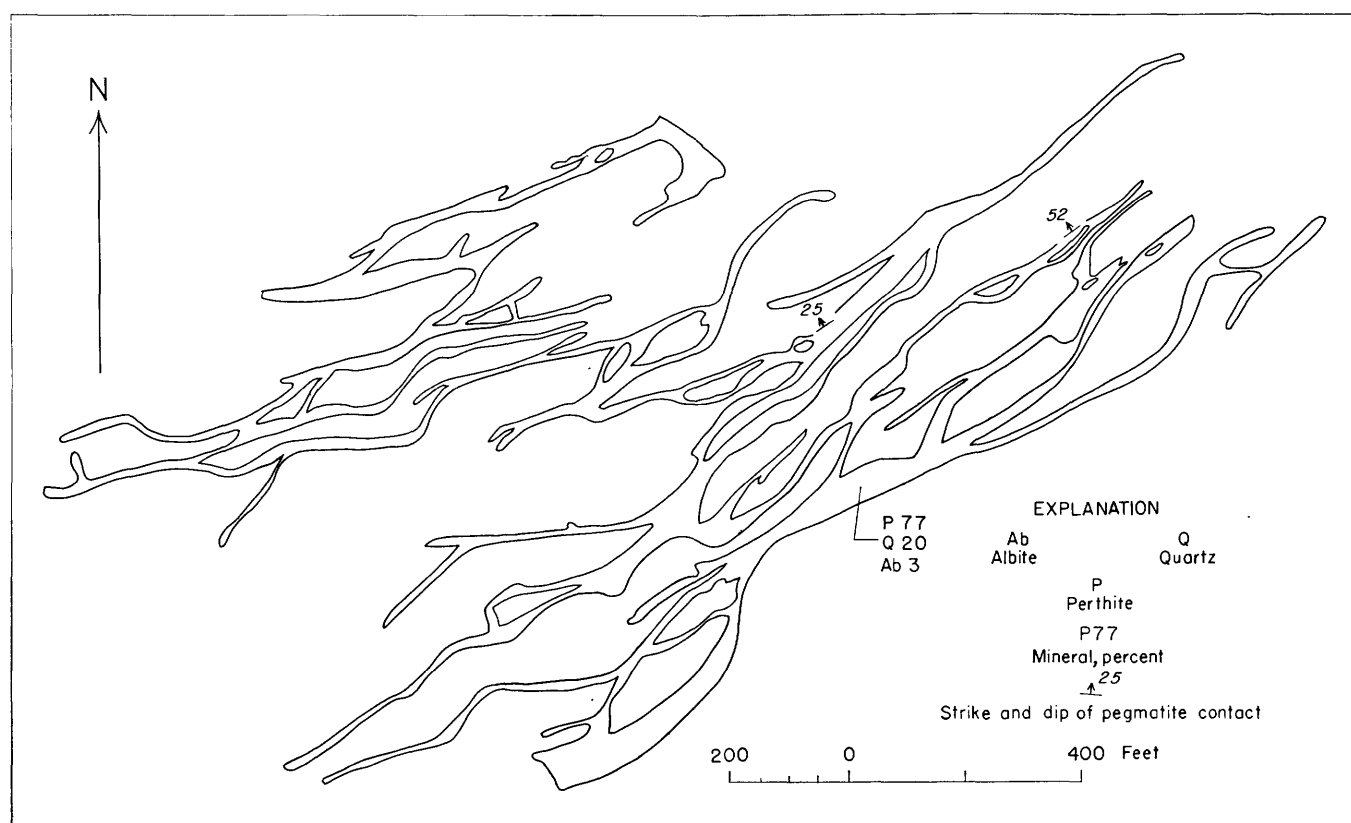 N
52
25
P 77
Q 20
Ab 3
EXPLANATION
Ab
Albite
Q
Quartz
P
Perthite
P77
Mineral, percent
25
Strike and dip of pegmatite contact
200 0 400 Feet